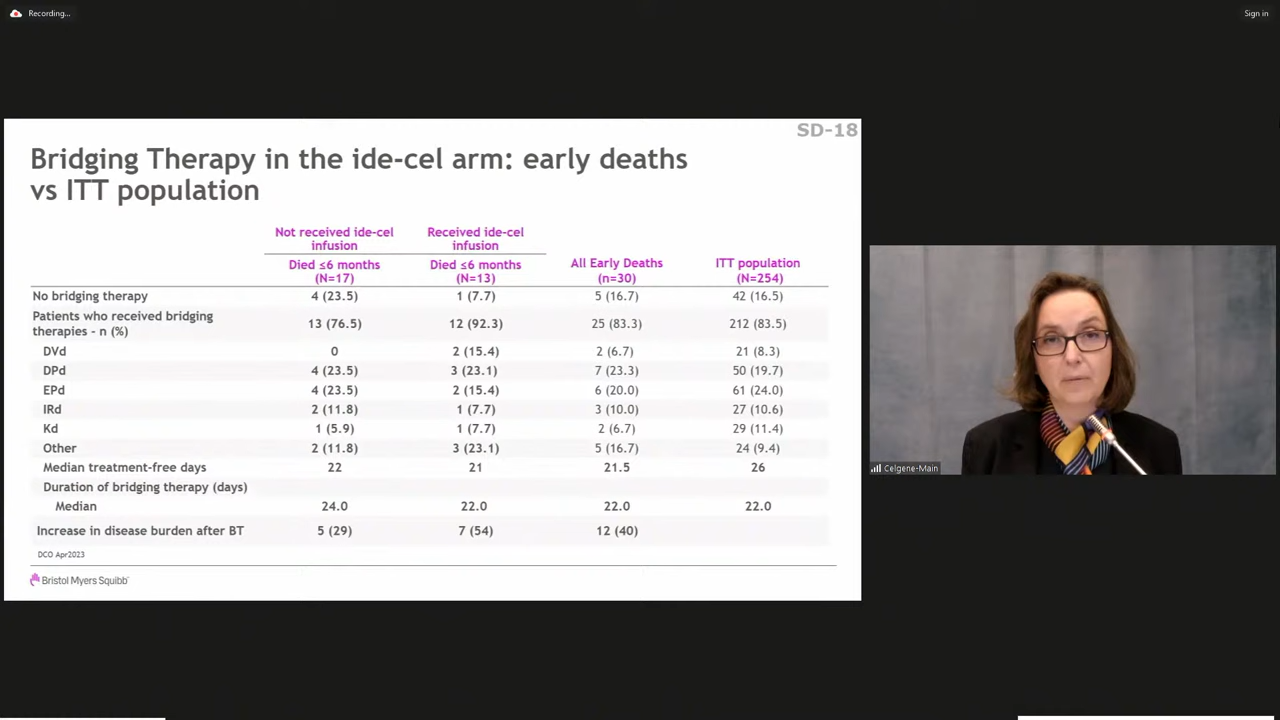 Recording...
Sign in
SD-18
Bridging Therapy in the ide-cel arm: early deaths
vs ITT population
Not received ide-cel
infusion
Received ide-cel
infusion
Died ≤6 months
(N=17)
Died ≤6 months
(N=13)
All Early Deaths
(n=30)
ITT population
(N=254)
No bridging therapy 4 (23.5) 1 (7.7) 5 (16.7) 42 (16.5)
Patients who received bridging
therapies - n (%) 13 (76.5) 12 (92.3) 25 (83.3) 212 (83.5)
DVd 0 2 (15.4) 2 (6.7) 21 (8.3)
DPd 4 (23.5) 3 (23.1) 7 (23.3) 50 (19.7)
EPd 4 (23.5) 2 (15.4) 6 (20.0) 61 (24.0)
IRd 2 (11.8) 1 (7.7) 3 (10.0) 27 (10.6)
Kd 1 (5.9) 1 (7.7) 2 (6.7) 29 (11.4)
Other 2 (11.8) 3 (23.1) 5 (16.7) 24 (9.4)
Median treatment-free days 22 21 21.5 26
Duration of bridging therapy (days)
Median 24.0 22.0 22.0 22.0
Increase in disease burden after BT 5 (29) 7 (54) 12 (40)
DCO Apr2023
Bristol Myers Squibb
Celgene-Main